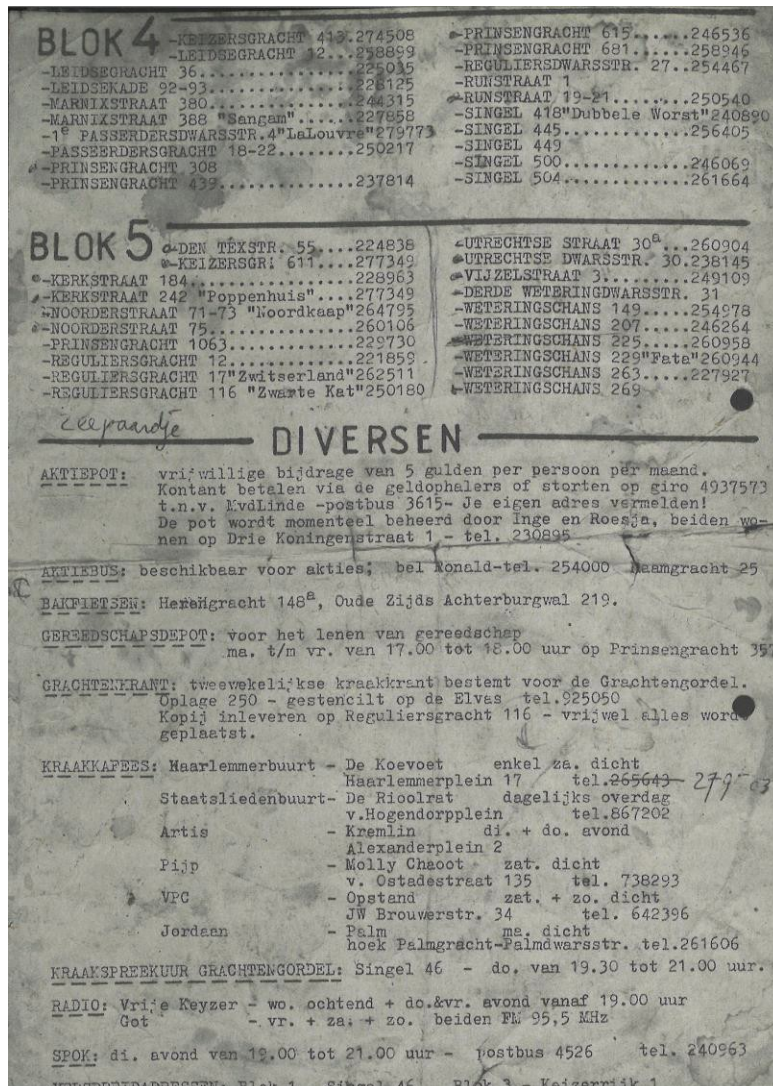 BLOK 4
-KEIZERSGRACHT 413.274508
-LEIDSEGRACHT 12...258899
-LEIDSEGRACHT 36............225035
-LEIDSEKADE 92-93...........226125
-MARNIXSTRAAT 380...........244315
-MARNIXSTRAAT 388 "Sangam".....227858
-1e PASSERDERSDWARSSTR.4"LaLouvre"279773
-PASSEERDERSGRACHT 18-22.......250217
-PRINSENGRACHT 308
-PRINSENGRACHT 439.............237814
-PRINSENGRACHT 615......246536
-PRINSENGRACHT 681......258946
-REGULIERSDWARSSTR. 27..254467
-RUNSTRAAT 1
-RUNSTRAAT 19-21........250540
-SINGEL 418"Dubbele Worst"240890
-SINGEL 445.............256405
-SINGEL 449
-SINGEL 500.............246069
-SINGEL 504.............261664
BLOK 5
-DEN TEXSTR. 55....224838
-KEIZERSGR. 611....277349
-KERKSTRAAT 184................228963
-KERKSTRAAT 242 "Poppenhuis"....277349
-NOORDERSTRAAT 71-73 "Noordkaap"264795
-NOORDERSTRAAT 75..............260106
-PRINSENGRACHT 1063............229730
-REGULIERSGRACHT 12............221859
-REGULIERSGRACHT 17"Zwitserland"262511
-REGULIERSGRACHT 116 "Zwarte Kat"250180
-UTRECHTSE STRAAT 30a...260904
-UTRECHTSE DWARSSTR. 30.238145
-VIJZELSTRAAT 3.........249109
-DERDE WETERINGDWARSSTR. 31
-WETERINGSCHANS 149.....254978
-WETERINGSCHANS 207.....246264
-WETERINGSCHANS 225.....260958
-WETERINGSCHANS 229"Fata"260944
-WETERINGSCHANS 263.....227927
-WETERINGSCHANS 269
Zeepaardje
DIVERSEN
AKTIEPOT: vrijwillige bijdrage van 5 gulden per persoon per maand.
Kontant betalen via de geldophalers of storten op giro 4937573
t.n.v. MvdLinde -postbus 3615- Je eigen adres vermelden!
De pot wordt momenteel beheerd door Inge en Roesja, beiden wo-
nen op Drie Koningenstraat 1 - tel. 230895
AKTIEBUS: beschikbaar voor akties; bel Ronald-tel. 254000 Raamgracht 25
BAKFIETSEN: Herengracht 148a, Oude Zijds Achterburgwal 219.
GEREEDSCHAPSDEPOT: voor het lenen van gereedschap
ma. t/m vr. van 17.00 tot 18.00 uur op Prinsengracht 357
GRACHTENKRANT: tweewekelijkse kraakkrant bestemt voor de Grachtengordel.
Oplage 250 - gestencilt op de Elvas tel.925050
Kopij inleveren op Reguliersgracht 116 - vrijwel alles wordt
geplaatst.
KRAAKKAFEES: Haarlemmerbuurt - De Koevoet enkel za. dicht
Haarlemmerplein 17 tel.265643
Staatsliedenbuurt- De Rioolrat dagelijks overdag
v.Hogendorpplein tel.867202
Artis - Kremlin di. + do. avond
Alexanderplein 2
Pijp - Molly Chaoot zat. dicht
v. Ostadestraat 135 tel. 738293
VPC - Opstand zat. + zo. dicht
JW Brouwerstr. 34 tel. 642396
Jordaan - Palm ma. dicht
hoek Palmgracht-Palmdwarsstr. tel.261606
KRAAKSPREEKUUR GRACHTENGORDEL: Singel 46 - do. van 19.30 tot 21.00 uur.
RADIO: Vrije Keyzer - wo. ochtend + do.&vr. avond vanaf 19.00 uur
Got - vr. + za. + zo. beiden FM 95,5 MHz
SPOK: di. avond van 19.00 tot 21.00 uur - postbus 4526 tel. 240963
Blok 1 Singel 46 Blok 3 - Keizerrijk 1